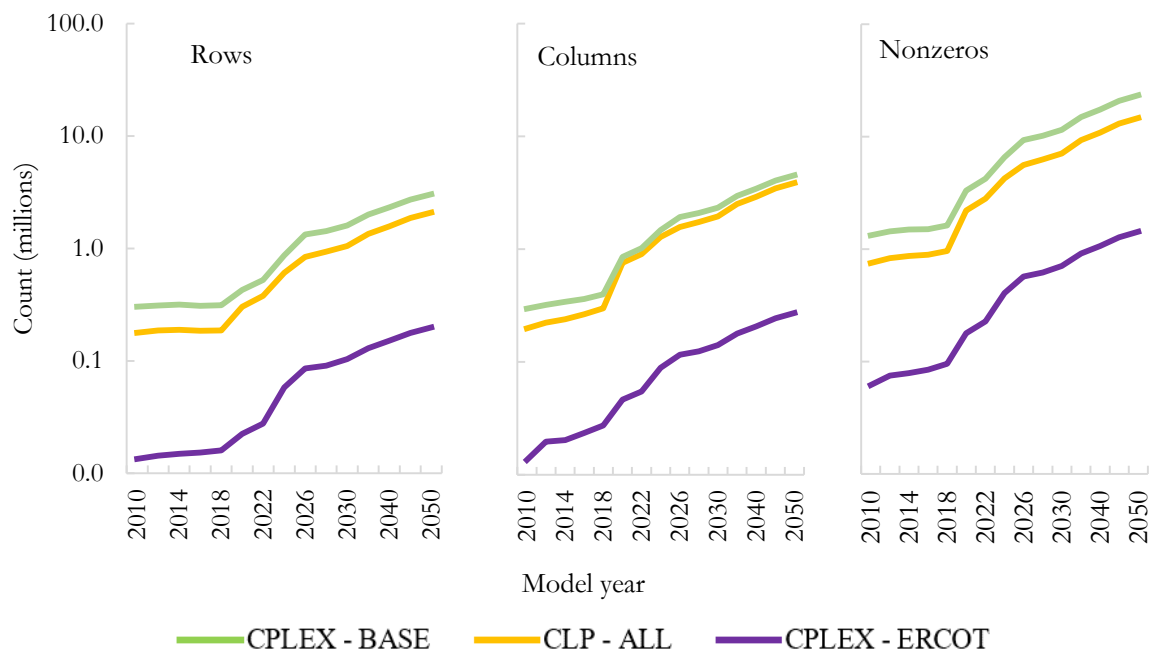 100.0
10.0
1.0
0.1
0.0
Count (millions)
Rows
Columns
Nonzeros
2010 2014 2018 2022 2026 2030 2040 2050
2010 2014 2018 2022 2026 2030 2040 2050
2010 2014 2018 2022 2026 2030 2040 2050
Model year
CPLEX - BASE CLP - ALL CPLEX - ERCOT